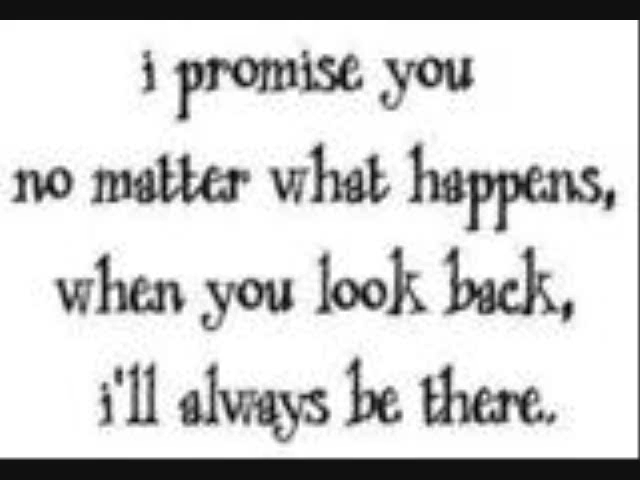 i promise you
no matter what happens,
when you look back,
i'll always be there.